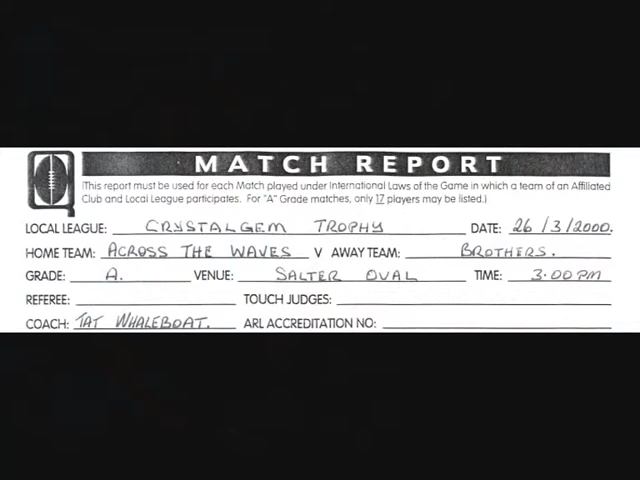 MATCH REPORT
(This report must be used for each Match played under International Laws of the Game in which a team of an Affiliated
Club and Local League participates. For "A" Grade matches, only 17 players may be listed.)
LOCAL LEAGUE: CRYSTALGEM TROPHY DATE: 26/3/2000.
HOME TEAM: ACROSS THE WAVES V AWAY TEAM: BROTHERS.
GRADE: A. VENUE: SALTER OVAL TIME: 3.00PM
REFEREE: TOUCH JUDGES:
COACH: TAT WHALEBOAT. ARL ACCREDITATION NO: